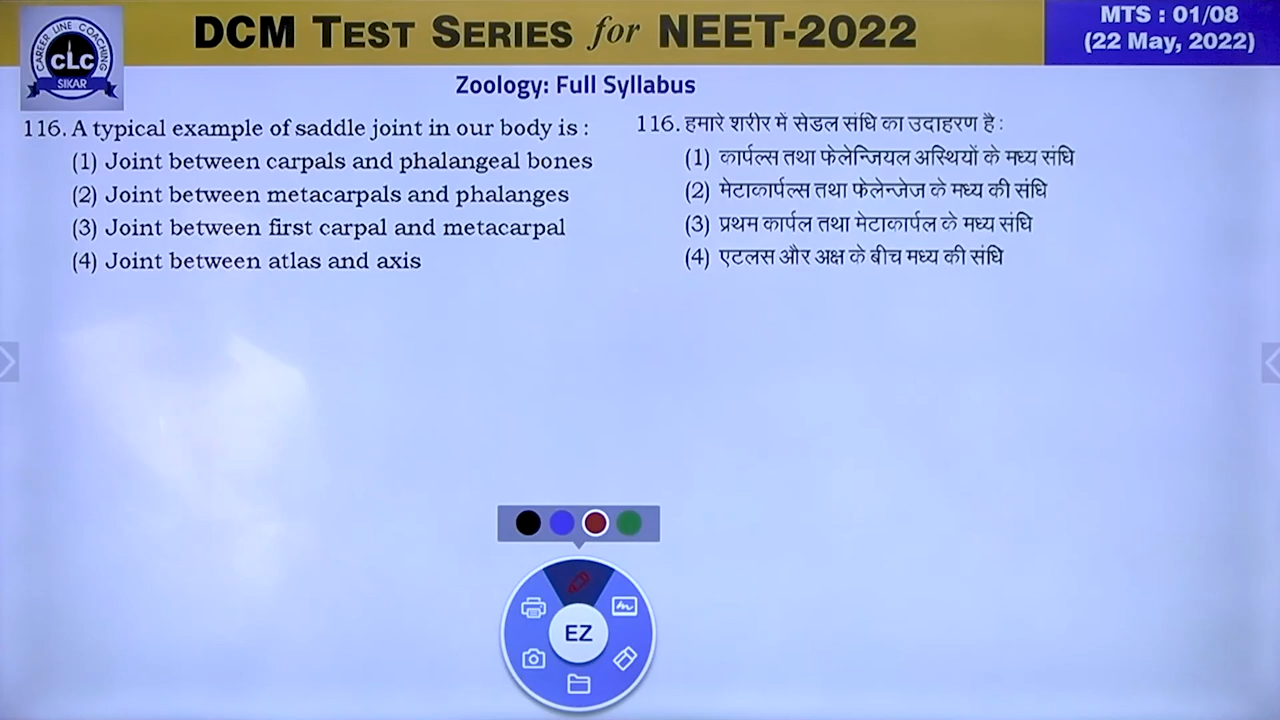 DCM TEST SERIES for NEET-2022
MTS : 01/08
(22 May, 2022)
CAREER LINE COACHING
CLC
SIKAR
Zoology: Full Syllabus
116. A typical example of saddle joint in our body is :
(1) Joint between carpals and phalangeal bones
(2) Joint between metacarpals and phalanges
(3) Joint between first carpal and metacarpal
(4) Joint between atlas and axis
116. हमारे शरीर में सेडल संधि का उदाहरण है :
(1) कार्पल्स तथा फेलेन्जियल अस्थियों के मध्य संधि
(2) मेटाकार्पल्स तथा फेलेन्जेज के मध्य की संधि
(3) प्रथम कार्पल तथा मेटाकार्पल के मध्य संधि
(4) एटलस और अक्ष के बीच मध्य की संधि
EZ